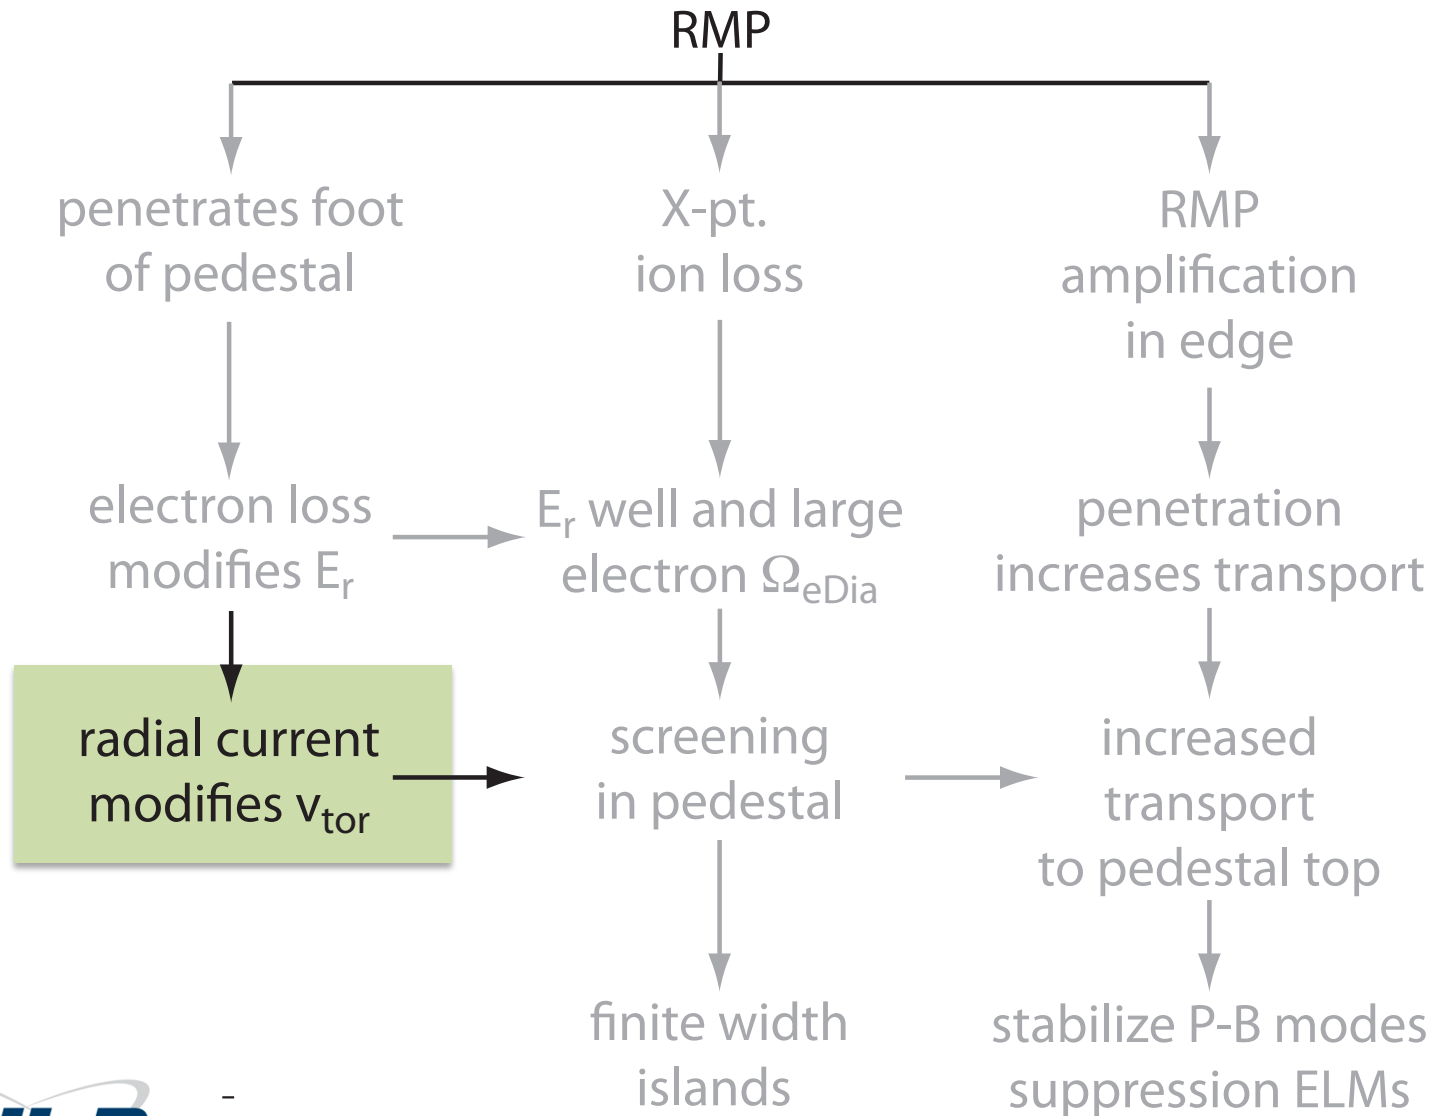 RMP
penetrates foot
of pedestal
X-pt.
ion loss
RMP
amplification
in edge
electron loss
modifies Er
Er well and large
electron ΩeDia
penetration
increases transport
radial current
modifies vtor
screening
in pedestal
increased
transport
to pedestal top
finite width
islands
stabilize P-B modes
suppression ELMs